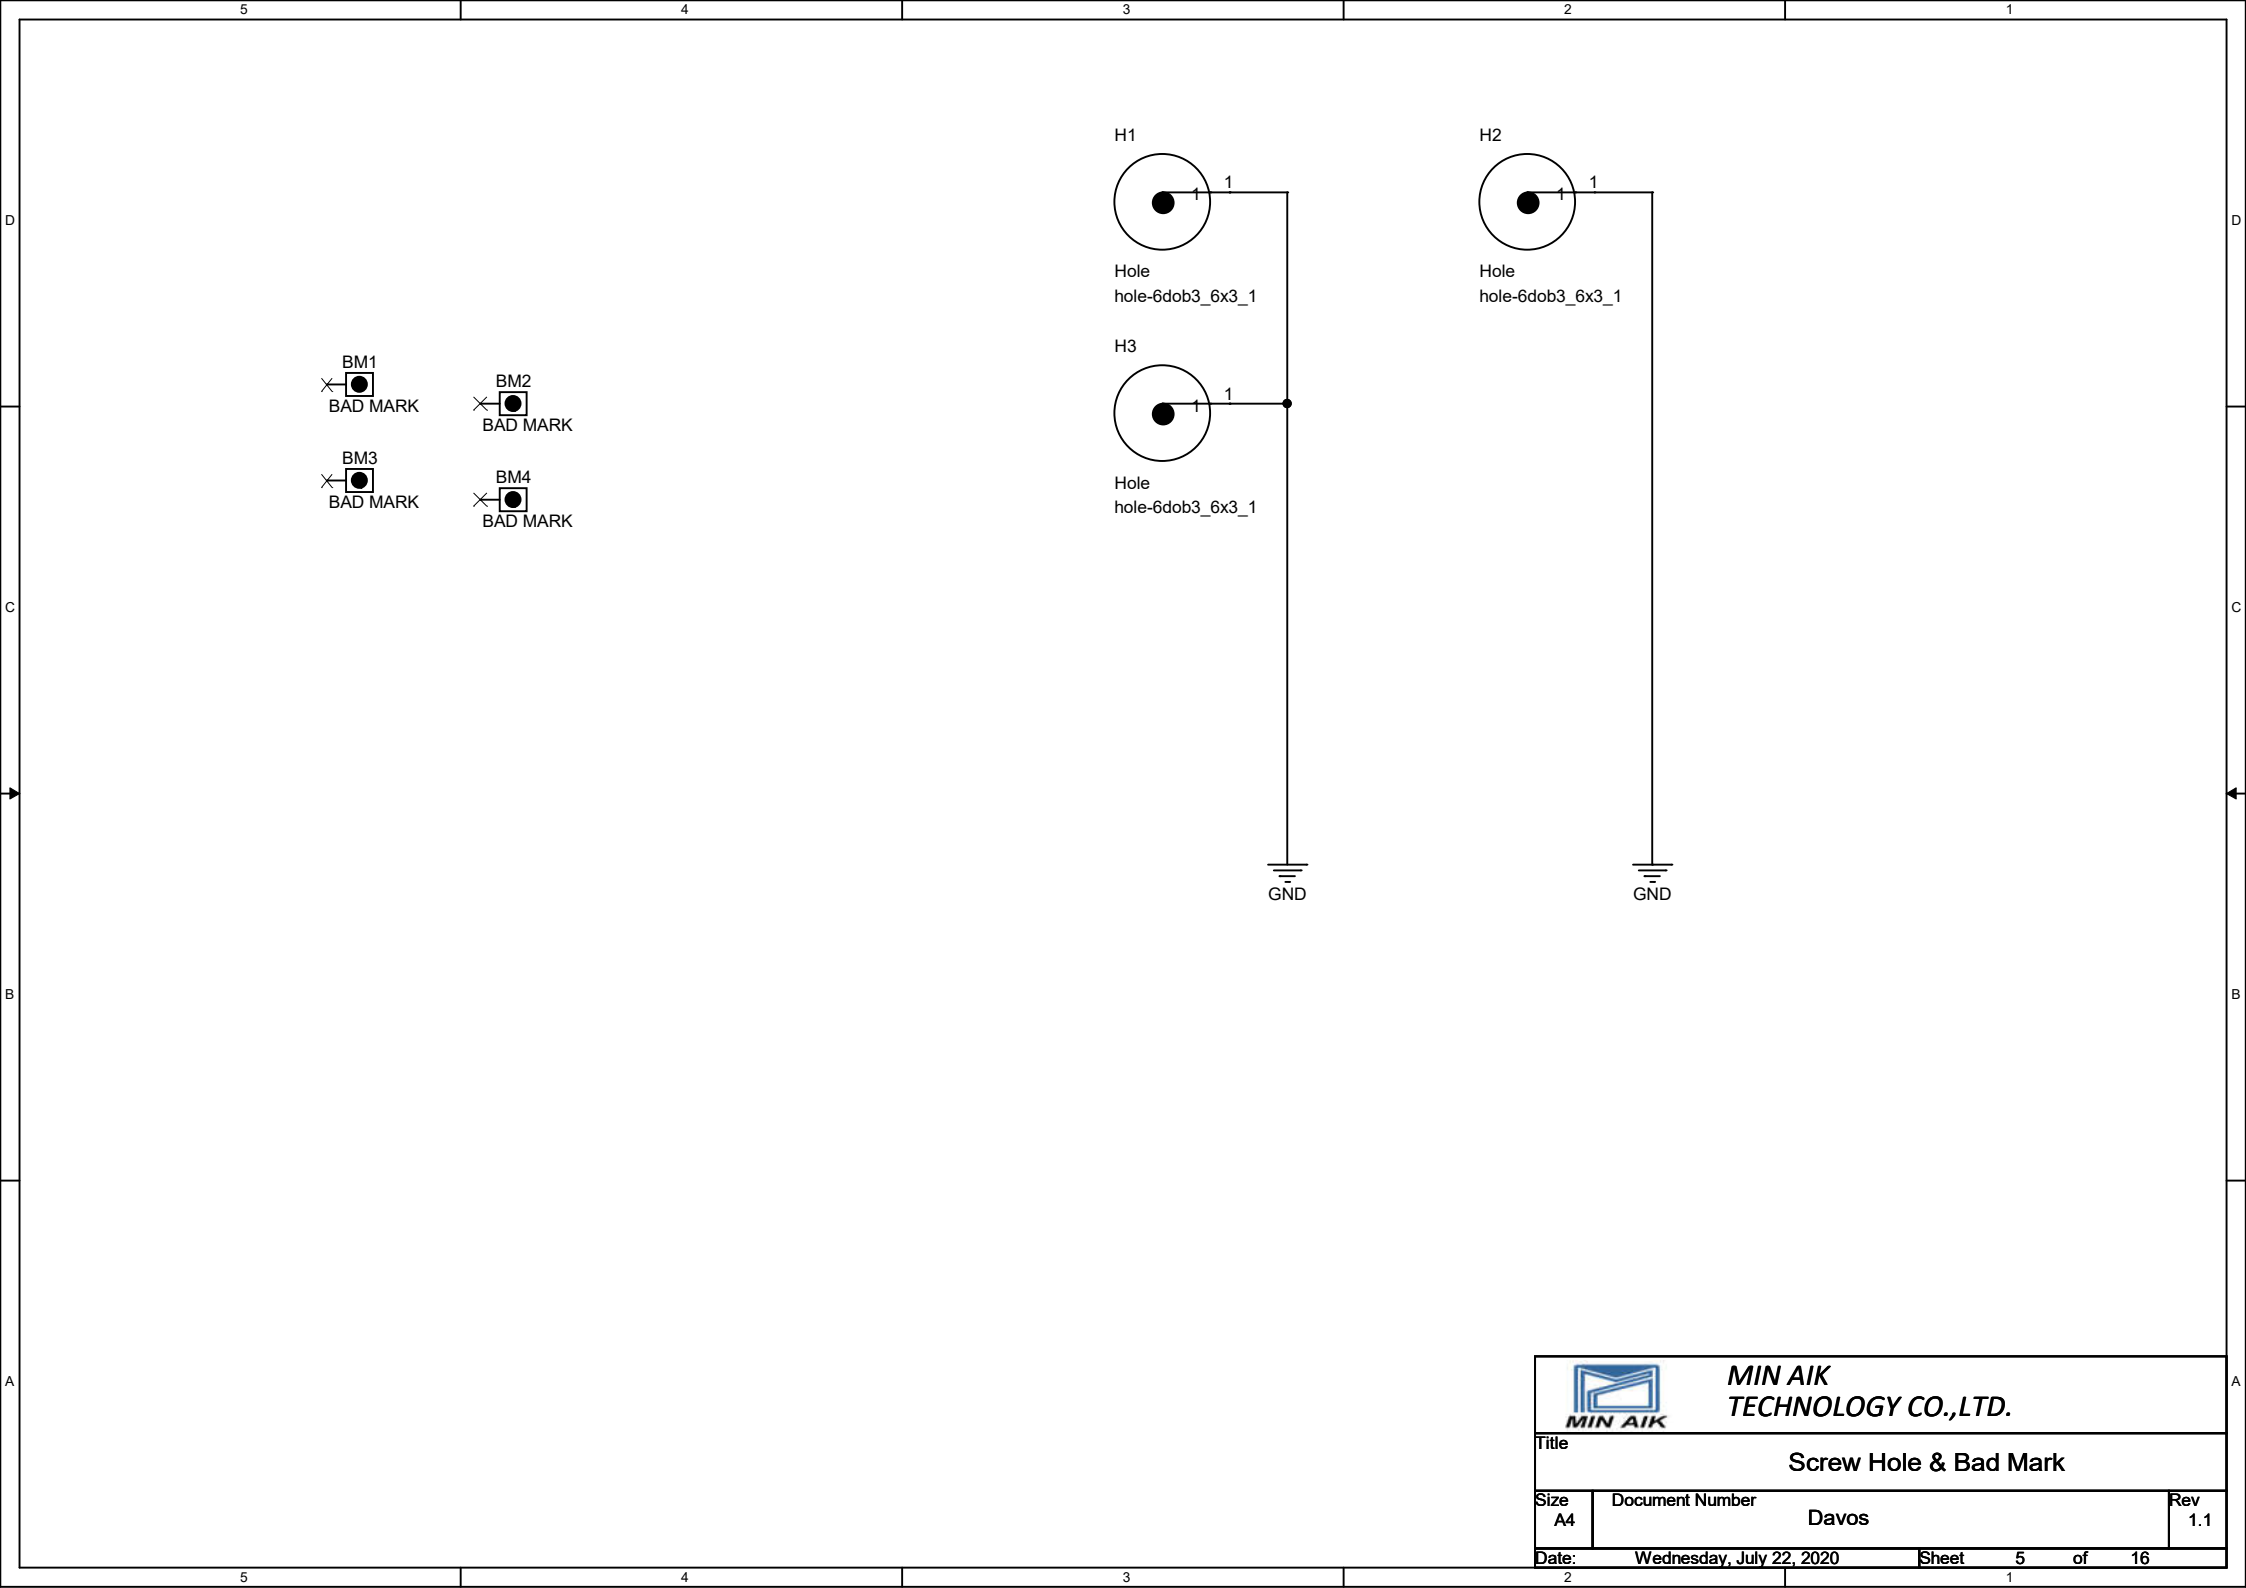 5 4 3 2 1
H1 H2
1 1
1 1
D D
Hole Hole
hole-6dob3_6x3_1 hole-6dob3_6x3_1
H3
BM1
BM2
1
BAD MARK
1
BAD MARK
BM3
BM4
Hole
BAD MARK
hole-6dob3_6x3_1
BAD MARK
C C
GND GND
B B
A A
MIN AIK
TECHNOLOGY CO.,LTD.
MIN AIK
Title
Screw Hole & Bad Mark
Size Document Number Rev
A4 Davos 1.1
Date: Wednesday, July 22, 2020 Sheet 5 of 16
5 4 3 2 1